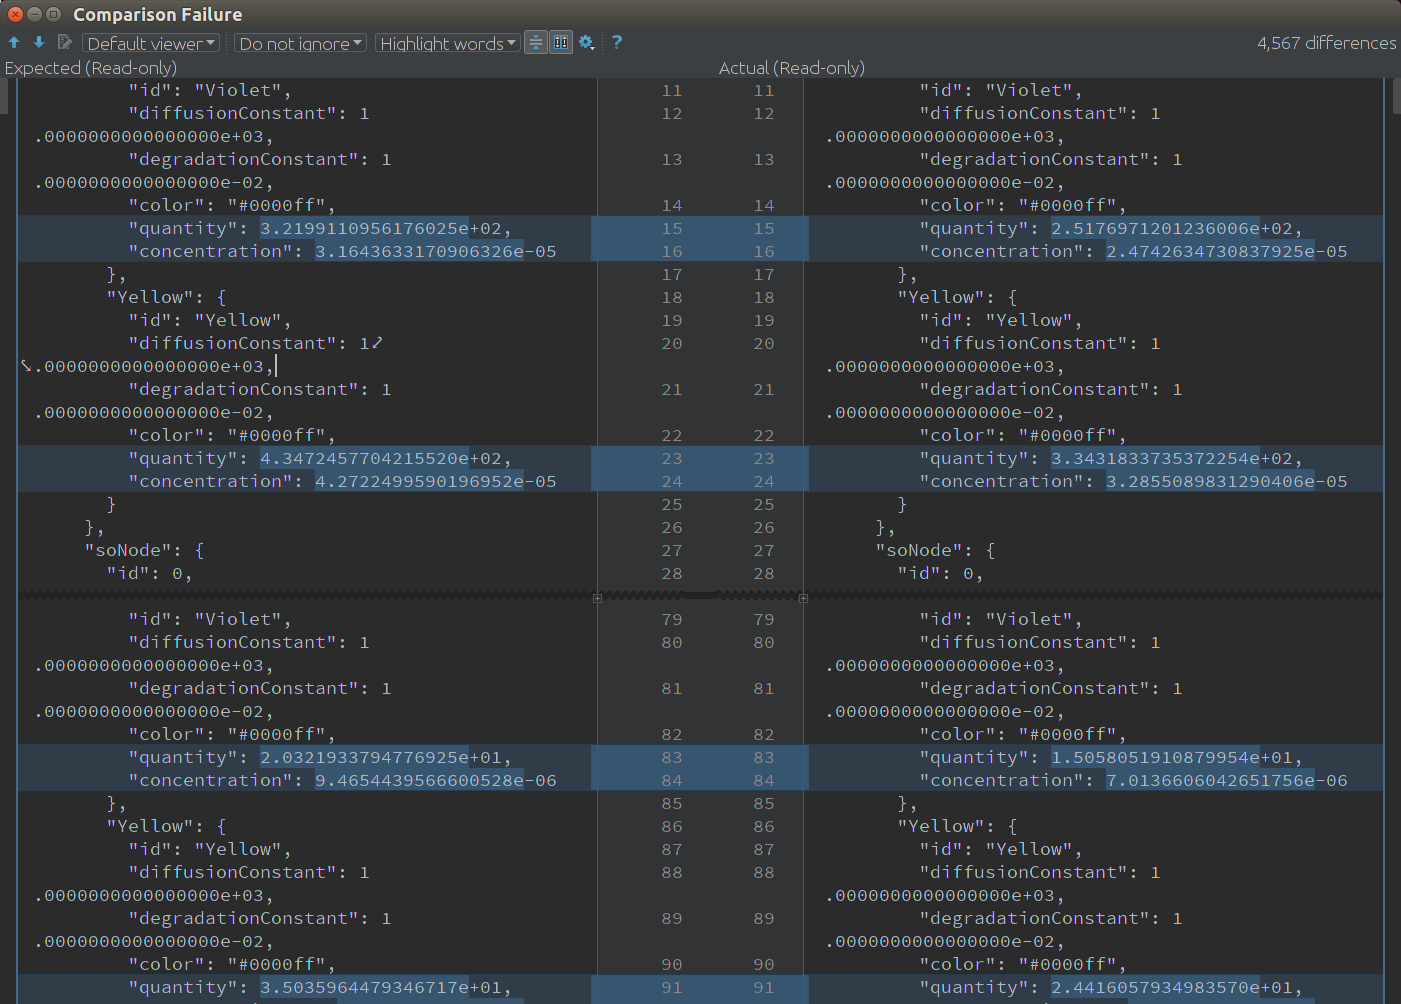 Comparison Failure
Default viewer Do not ignore Highlight words ? 4,567 differences
Expected (Read-only) Actual (Read-only)
"id": "Violet", 11 11 "id": "Violet",
"diffusionConstant": 1 12 12 "diffusionConstant": 1
.0000000000000000e+03, .0000000000000000e+03,
"degradationConstant": 1 13 13 "degradationConstant": 1
.0000000000000000e-02, .0000000000000000e-02,
"color": "#0000ff", 14 14 "color": "#0000ff",
"quantity": 3.2199110956176025e+02, 15 15 "quantity": 2.5176971201236006e+02,
"concentration": 3.1643633170906326e-05 16 16 "concentration": 2.4742634730837925e-05
}, 17 17 },
"Yellow": { 18 18 "Yellow": {
"id": "Yellow", 19 19 "id": "Yellow",
"diffusionConstant": 1 20 20 "diffusionConstant": 1
.0000000000000000e+03, .0000000000000000e+03,
"degradationConstant": 1 21 21 "degradationConstant": 1
.0000000000000000e-02, .0000000000000000e-02,
"color": "#0000ff", 22 22 "color": "#0000ff",
"quantity": 4.3472457704215520e+02, 23 23 "quantity": 3.3431833735372254e+02,
"concentration": 4.2722499590196952e-05 24 24 "concentration": 3.2855089831290406e-05
} 25 25 }
}, 26 26 },
"soNode": { 27 27 "soNode": {
"id": 0, 28 28 "id": 0,
"id": "Violet", 79 79 "id": "Violet",
"diffusionConstant": 1 80 80 "diffusionConstant": 1
.0000000000000000e+03, .0000000000000000e+03,
"degradationConstant": 1 81 81 "degradationConstant": 1
.0000000000000000e-02, .0000000000000000e-02,
"color": "#0000ff", 82 82 "color": "#0000ff",
"quantity": 2.0321933794776925e+01, 83 83 "quantity": 1.5058051910879954e+01,
"concentration": 9.4654439566600528e-06 84 84 "concentration": 7.0136606042651756e-06
}, 85 85 },
"Yellow": { 86 86 "Yellow": {
"id": "Yellow", 87 87 "id": "Yellow",
"diffusionConstant": 1 88 88 "diffusionConstant": 1
.0000000000000000e+03, .0000000000000000e+03,
"degradationConstant": 1 89 89 "degradationConstant": 1
.0000000000000000e-02, .0000000000000000e-02,
"color": "#0000ff", 90 90 "color": "#0000ff",
"quantity": 3.5035964479346717e+01, 91 91 "quantity": 2.4416057934983570e+01,